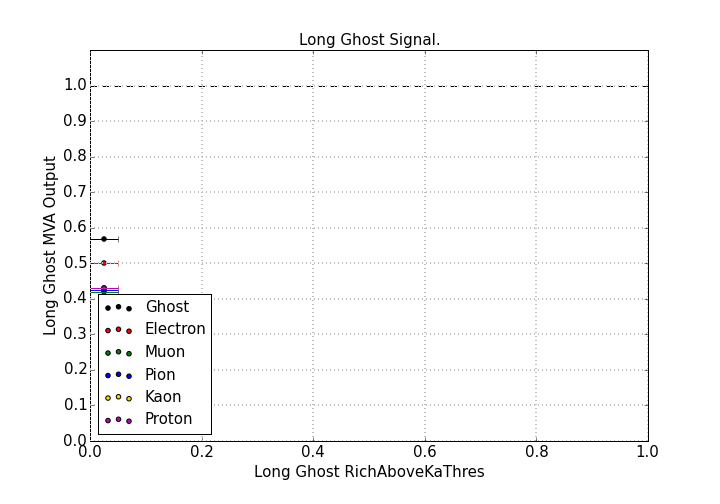 Long Ghost Signal.
Long Ghost MVA Output
1.0
0.9
0.8
0.7
0.6
0.5
0.4
0.3
0.2
0.1
0.0
Ghost
Electron
Muon
Pion
Kaon
Proton
0.0 0.2 0.4 0.6 0.8 1.0
Long Ghost RichAboveKaThres